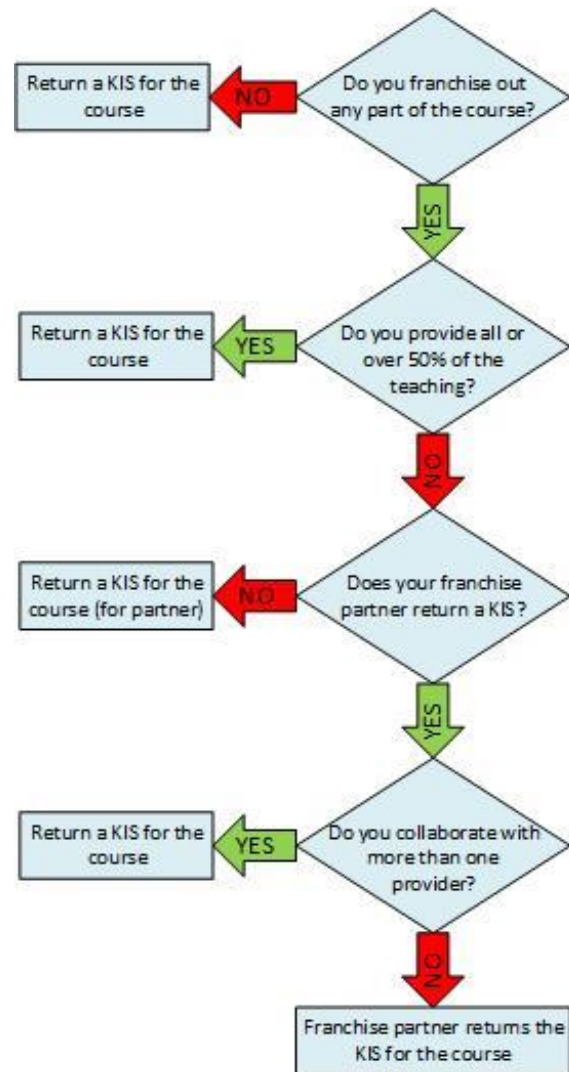 Do you franchise out
any part of the course?
NO
Return a KIS for the
course
YES
Do you provide all or
over 50% of the
teaching?
YES
Return a KIS for the
course
NO
Does your franchise
partner return a KIS?
NO
Return a KIS for the
course (for partner)
YES
Do you collaborate with
more than one
provider?
YES
Return a KIS for the
course
NO
Franchise partner returns the
KIS for the course